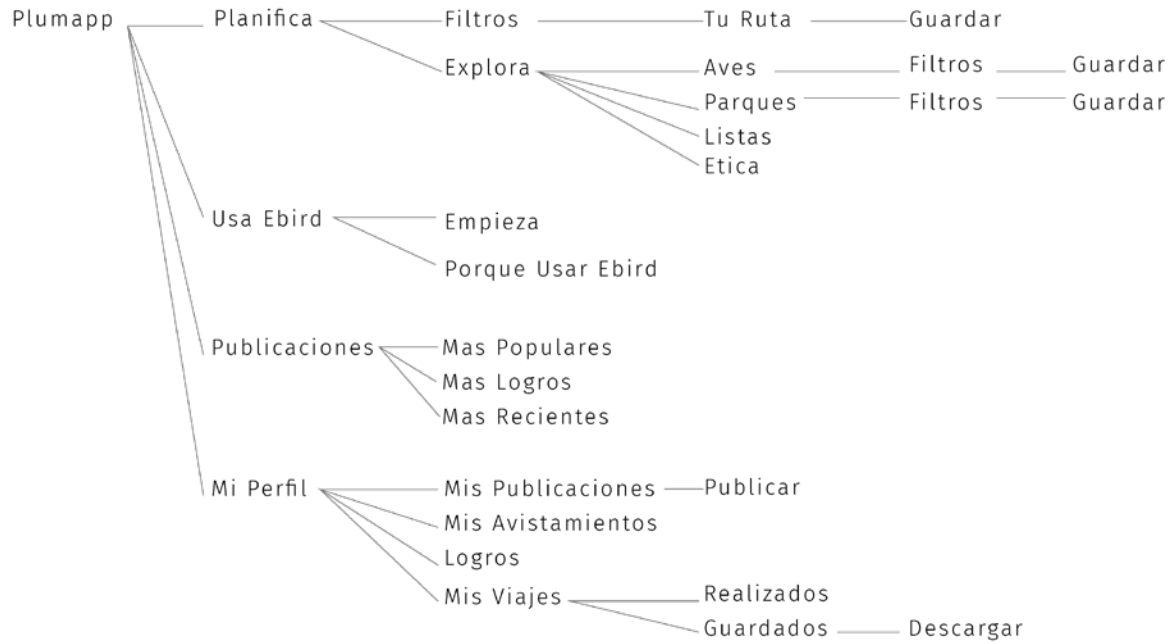 Plumapp Planifica Filtros Tu Ruta Guardar
Explora Aves Filtros Guardar
Parques Filtros Guardar
Listas
Etica
Usa Ebird Empieza
Porque Usar Ebird
Publicaciones Mas Populares
Mas Logros
Mas Recientes
Mi Perfil Mis Publicaciones Publicar
Mis Avistamientos
Logros
Mis Viajes Realizados
Guardados Descargar